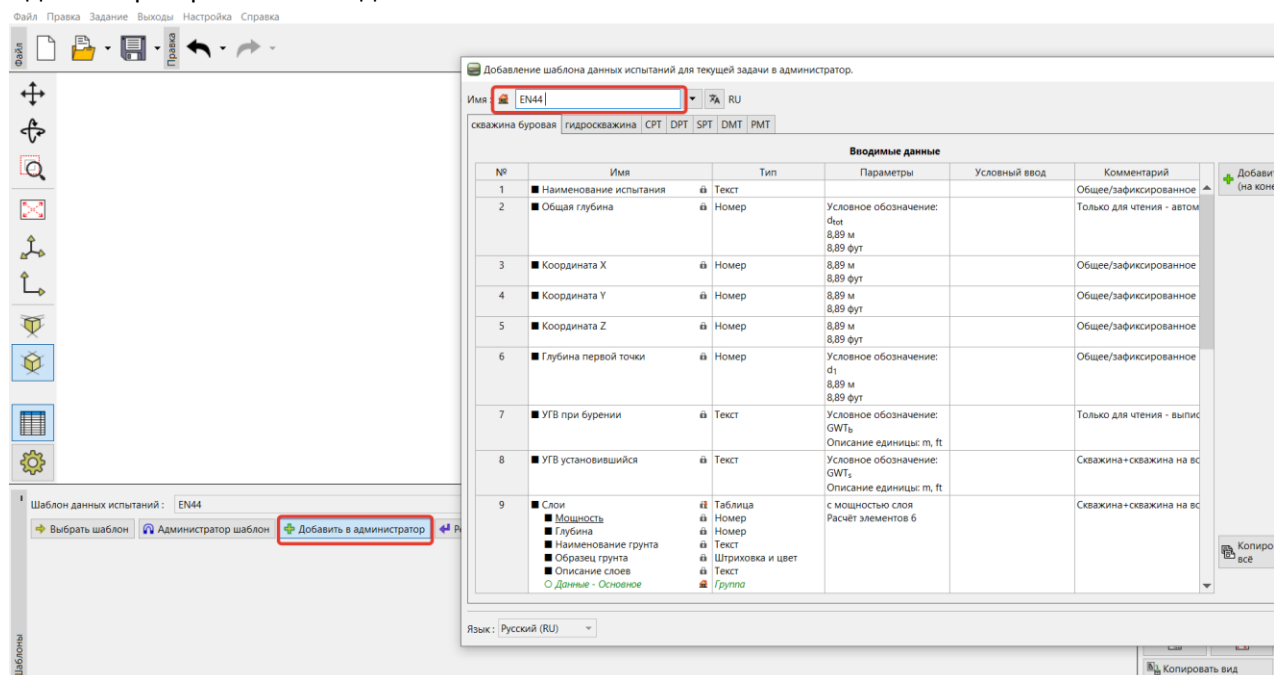 Файл Правка Задание Выходы Настройка Справка
Файл
Правка
Добавление шаблона данных испытаний для текущей задачи в администратор.
Имя : EN44 RU
скважина буровая гидроскважина CPT DPT SPT DMT PMT
Вводимые данные
№ Имя Тип Параметры Условный ввод Комментарий
Добави
(на коне
1 Наименование испытания Текст Общее/зафиксированное
2 Общая глубина Номер Условное обозначение: Только для чтения - автом
dtot
8,89 м
8,89 фут
3 Координата X Номер 8,89 м Общее/зафиксированное
8,89 фут
4 Координата Y Номер 8,89 м Общее/зафиксированное
8,89 фут
5 Координата Z Номер 8,89 м Общее/зафиксированное
8,89 фут
6 Глубина первой точки Номер Условное обозначение: Общее/зафиксированное
d1
8,89 м
8,89 фут
7 УГВ при бурении Текст Условное обозначение: Только для чтения - выпис
GWTb
Описание единицы: m, ft
8 УГВ установившийся Текст Условное обозначение: Скважина+скважина на во
GWTs
Описание единицы: m, ft
9 Слои Таблица с мощностью слоя Скважина+скважина на во
Мощность Номер Расчёт элементов 6
Глубина Номер
Наименование грунта Текст
Образец грунта Штриховка и цвет
Описание слоев Текст
Данные - Основное Группа
Копиро
всё
Язык : Русский (RU)
Шаблон данных испытаний : EN44
Выбрать шаблон Администратор шаблон Добавить в администратор
Шаблоны
Копировать вид